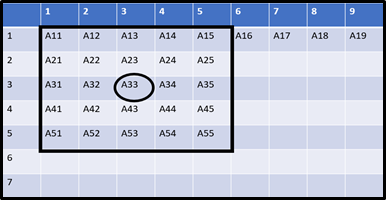 1 2 3 4 5 6 7 8 9
1 A11 A12 A13 A14 A15 A16 A17 A18 A19
2 A21 A22 A23 A24 A25
3 A31 A32 A33 A34 A35
4 A41 A42 A43 A44 A45
5 A51 A52 A53 A54 A55
6
7